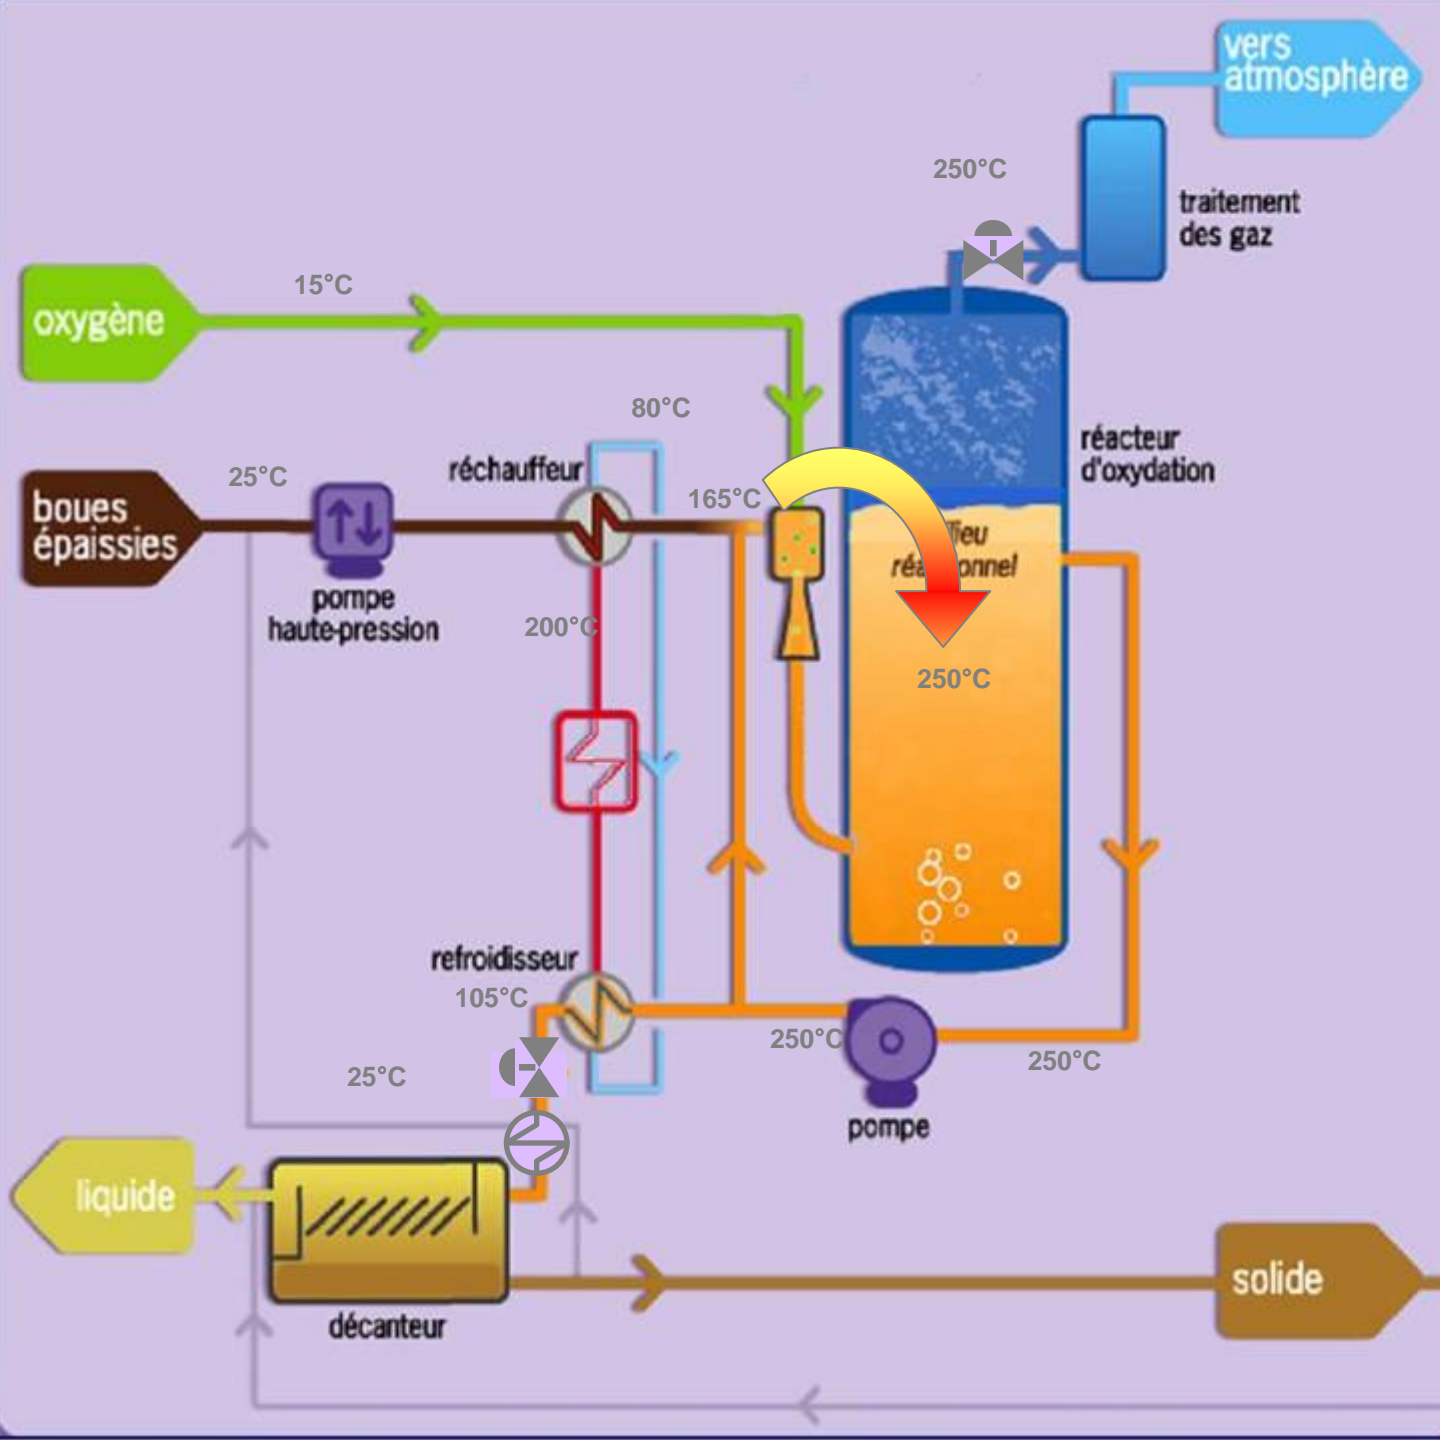 vers
atmosphère
250°C
traitement
des gaz
15°C
oxygène
80°C
réacteur
d'oxydation
réchauffeur
25°C
165°C
boues
épaissies
pompe
haute-pression
200°C
250°C
refroidisseur
105°C
250°C
250°C
25°C
pompe
liquide
solide
décanteur